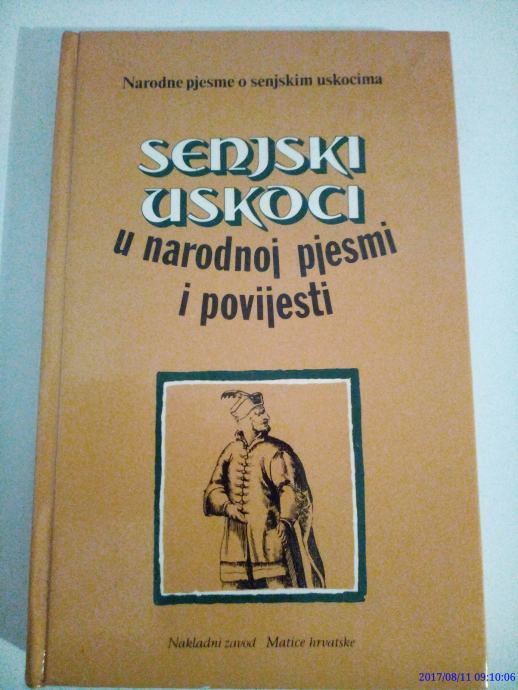 Narodne pjesme o senjskim uskocima
SENJSKI
USKOCI
u narodnoj pjesmi
i povijesti
Nakladni zavod Matice hrvatske
2017/08/11 09:10:06